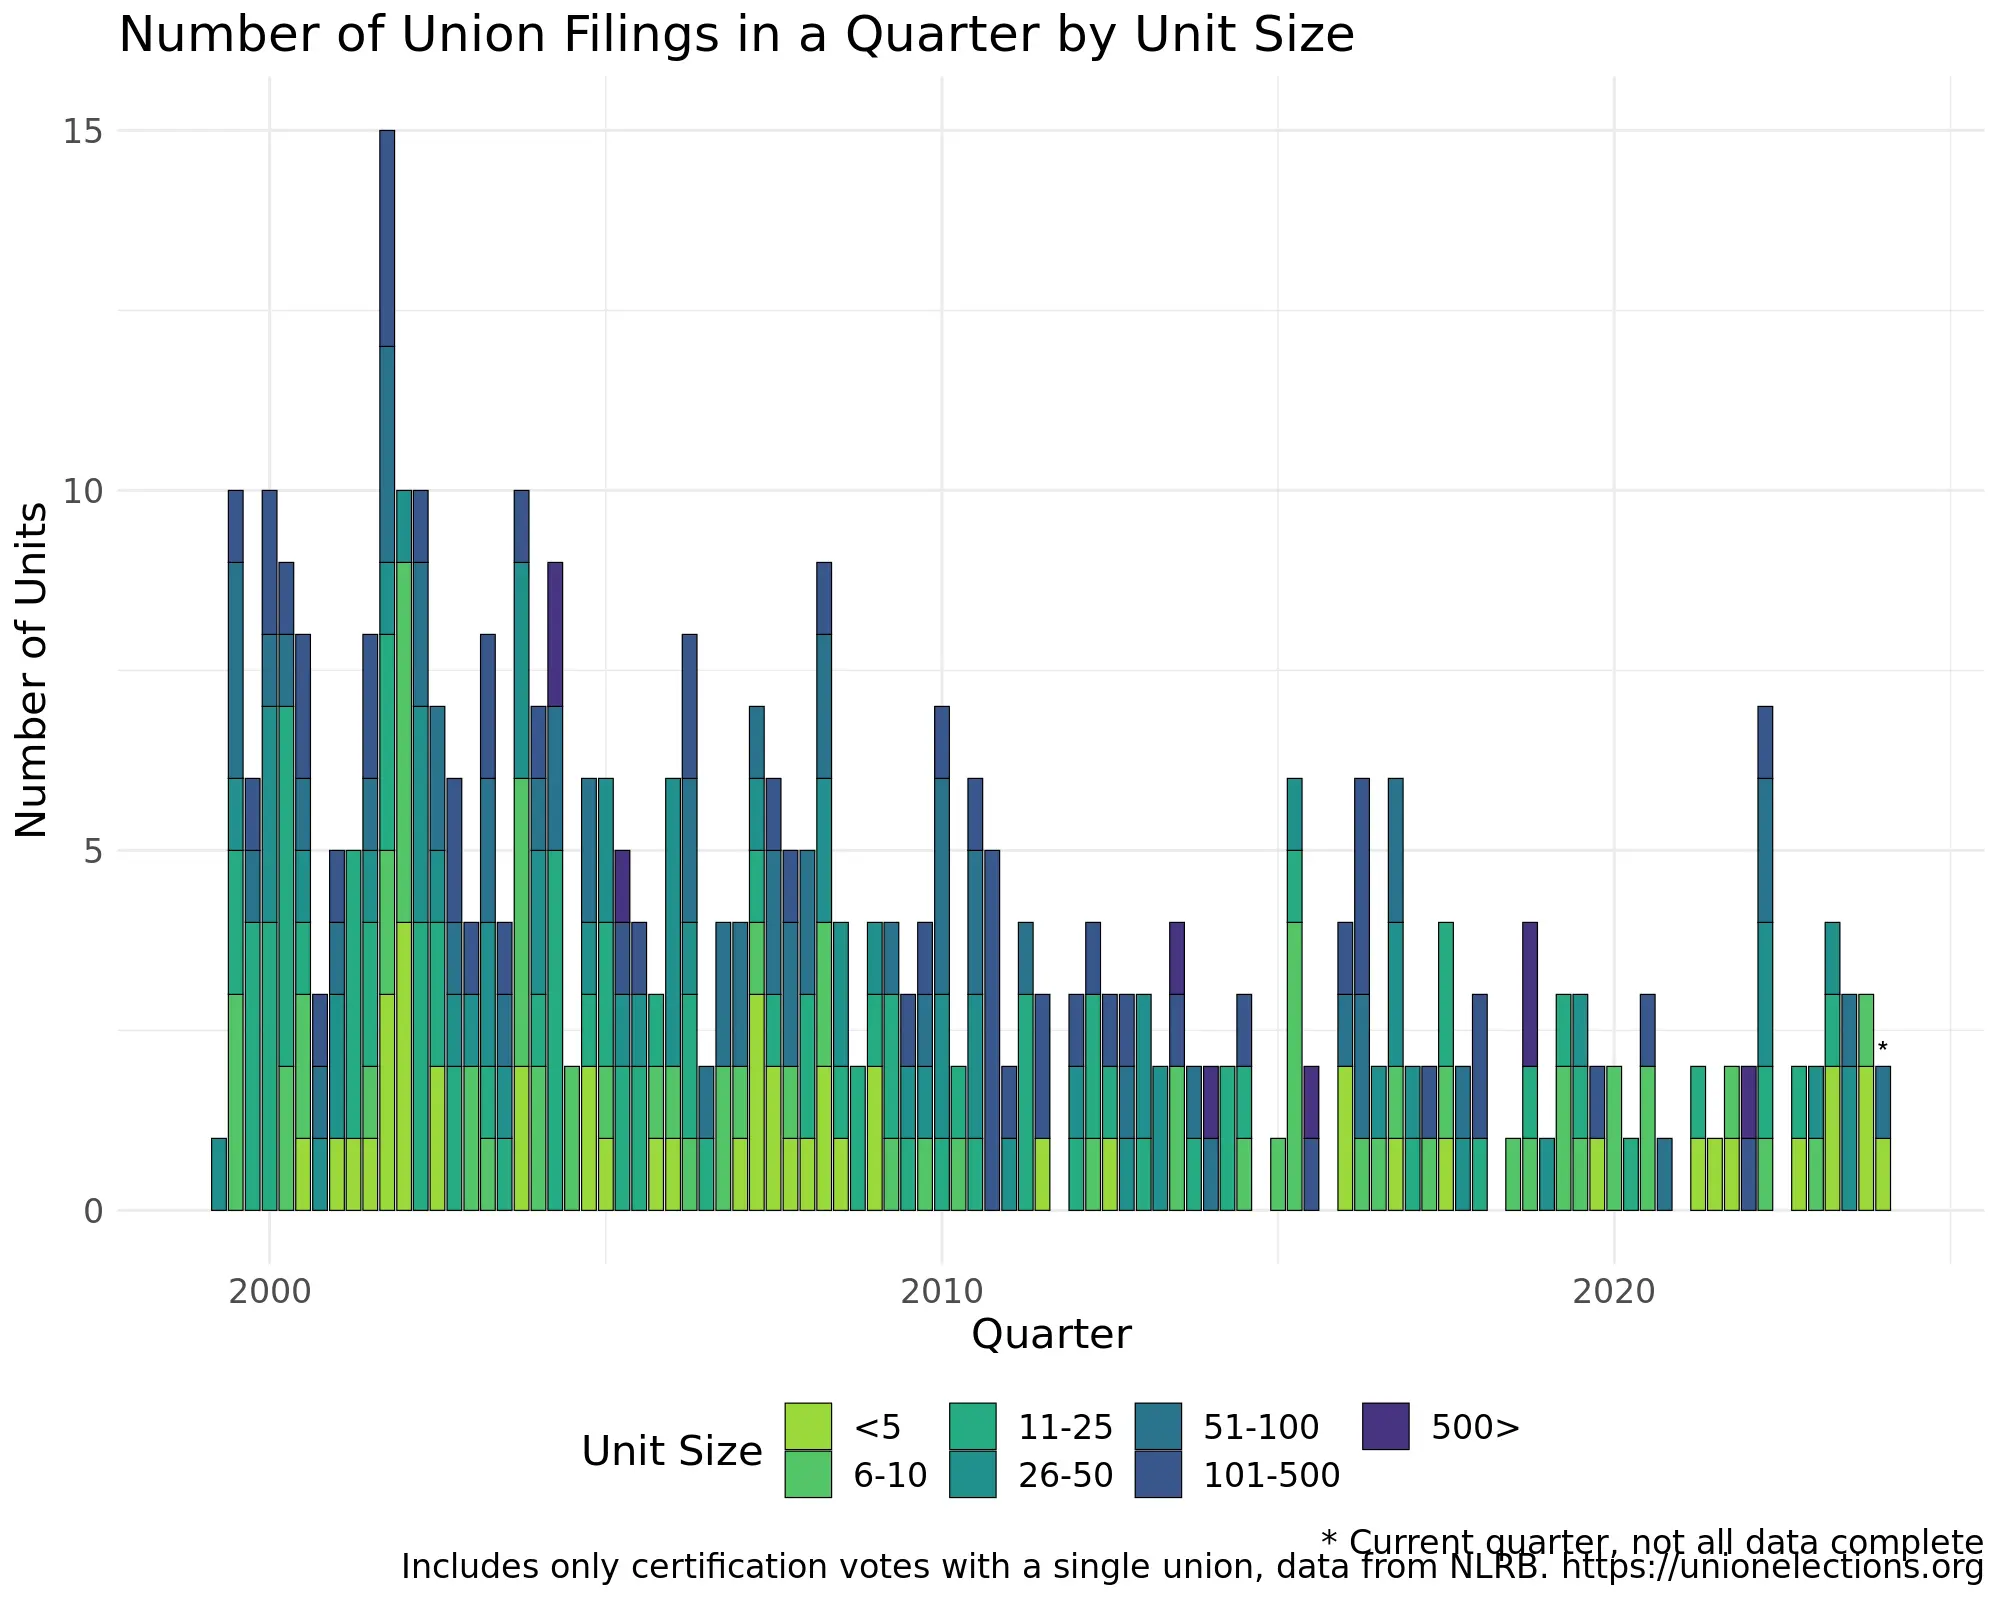 Number of Union Filings in a Quarter by Unit Size
15
10
5
0
Number of Units
2000 2010 2020
Quarter
*
Unit Size
<5 11-25 51-100 500>
6-10 26-50 101-500
* Current quarter, not all data complete
Includes only certification votes with a single union, data from NLRB. https://unionelections.org